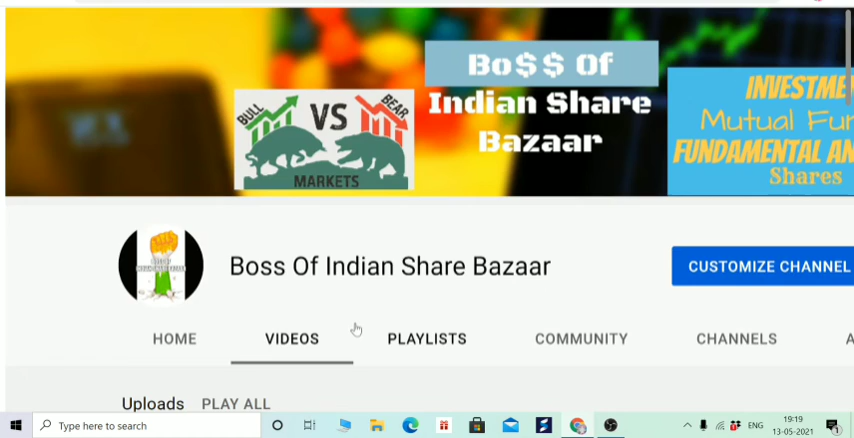 Bo$$ Of
Indian Share
Bazaar
BULL VS BEAR
MARKETS
INVESTME
Mutual Fu
FUNDAMENTAL AN
Shares
Boss Of Indian Share Bazaar
CUSTOMIZE CHANNEL
HOME VIDEOS PLAYLISTS COMMUNITY CHANNELS A
Uploads PLAY ALL
Type here to search
ENG
19:19
13-05-2021
1